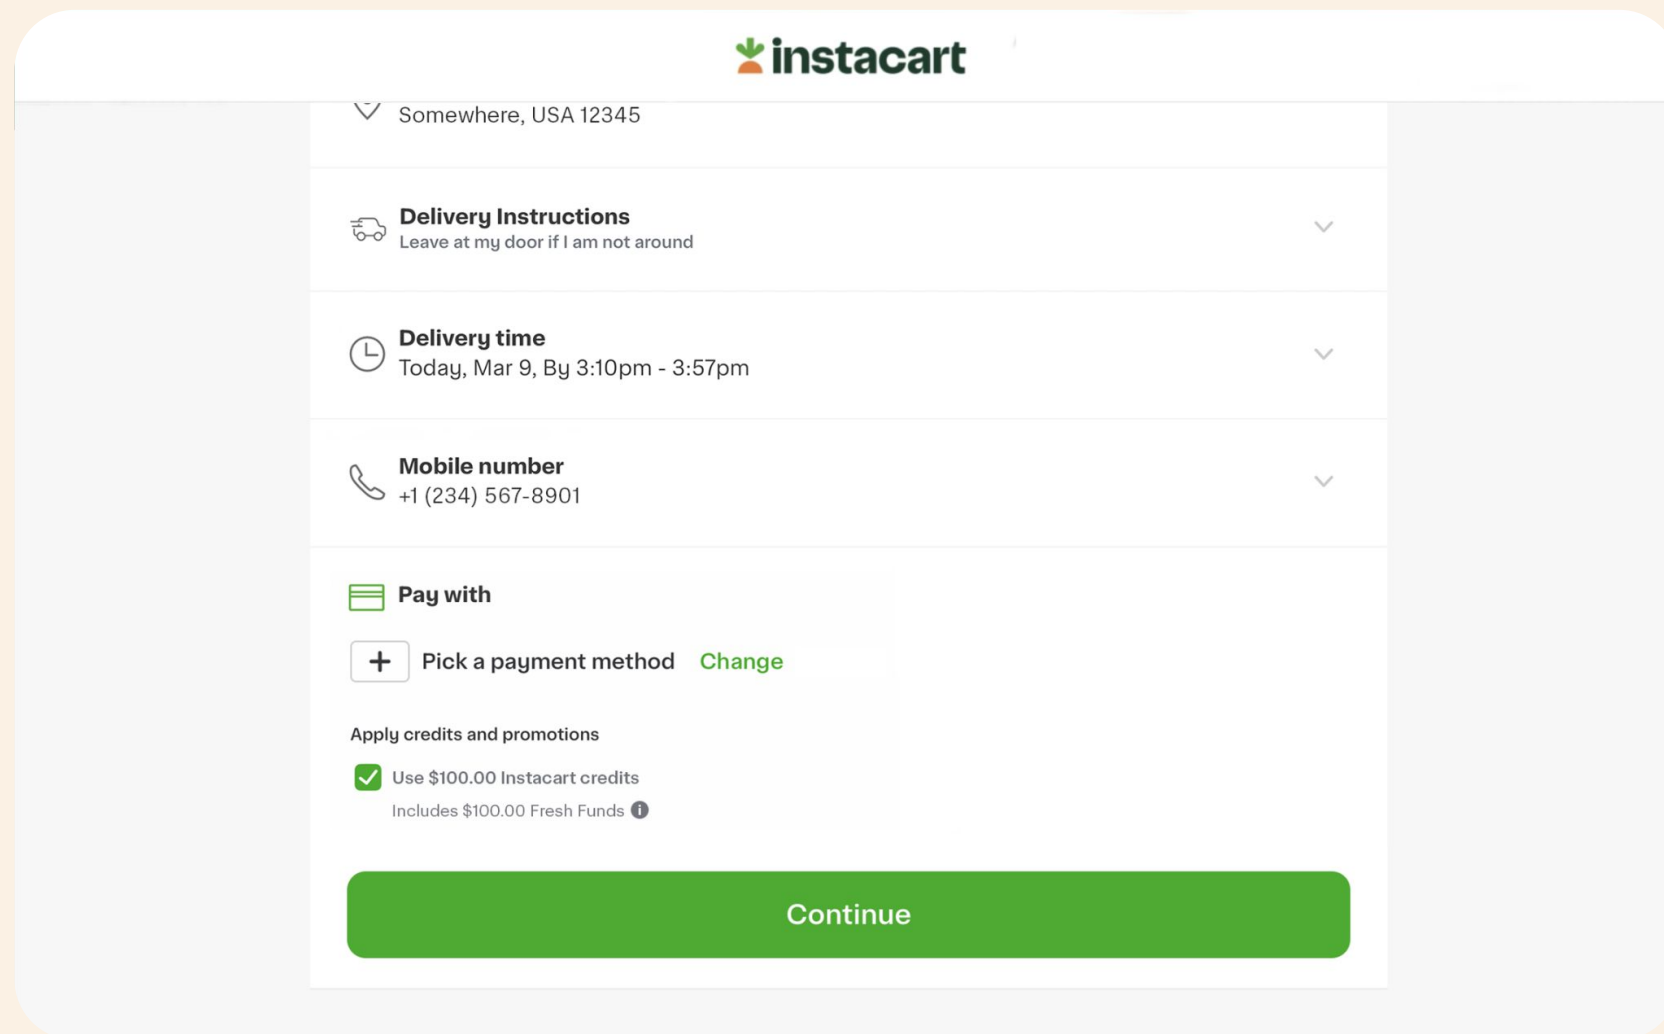 instacart
Somewhere, USA 12345
Delivery Instructions
Leave at my door if I am not around
Delivery time
Today, Mar 9, By 3:10pm - 3:57pm
Mobile number
+1 (234) 567-8901
Pay with
Pick a payment method Change
Apply credits and promotions
Use $100.00 Instacart credits
Includes $100.00 Fresh Funds
Continue